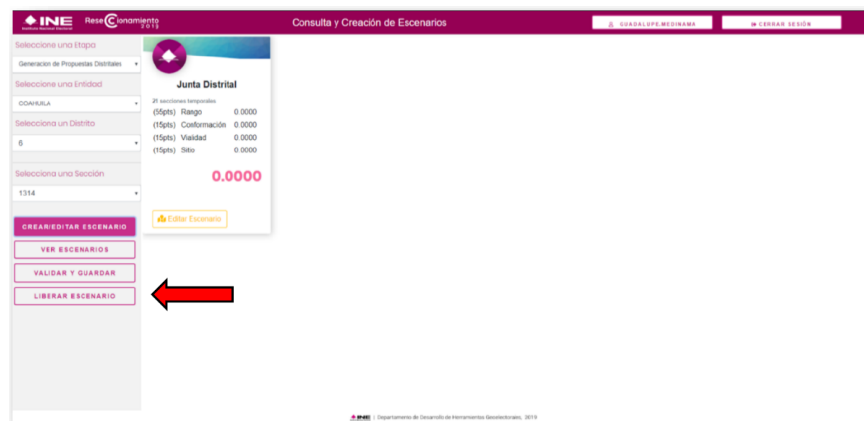 INE
Instituto Nacional Electoral
ReseCcionamiento
2019
Consulta y Creación de Escenarios
GUADALUPE.MEDINAMA
CERRAR SESIÓN
Seleccione una Etapa
Generacion de Propuestas Distritales
Seleccione una Entidad
COAHUILA
Selecciona un Distrito
6
Selecciona una Sección
1314
CREAR/EDITAR ESCENARIO
VER ESCENARIOS
VALIDAR Y GUARDAR
LIBERAR ESCENARIO
Junta Distrital
21 secciones temporales
(55pts) Rango 0.0000
(15pts) Conformación 0.0000
(15pts) Vialidad 0.0000
(15pts) Sitio 0.0000
0.0000
Editar Escenario
INE | Departamento de Desarrollo de Herramientas Geoelectorales, 2019